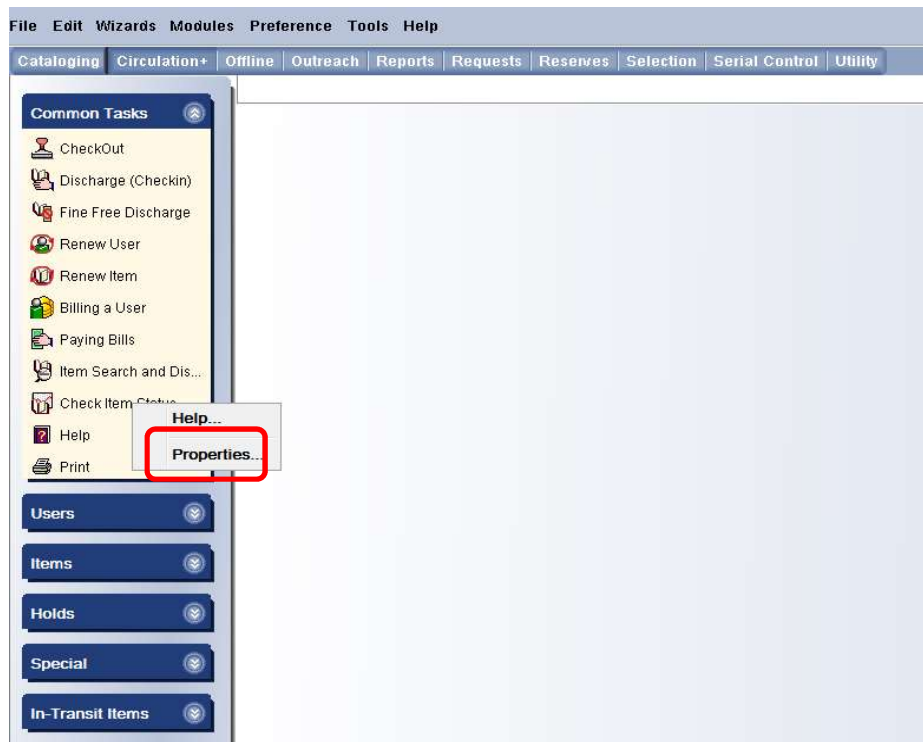 File Edit Wizards Modules Preference Tools Help
Cataloging Circulation+ Offline Outreach Reports Requests Reserves Selection Serial Control Utility
Common Tasks
CheckOut
Discharge (Checkin)
Fine Free Discharge
Renew User
Renew Item
Billing a User
Paying Bills
Item Search and Dis...
Check Item Status
Help...
Help
Properties...
Print
Users
Items
Holds
Special
In-Transit Items